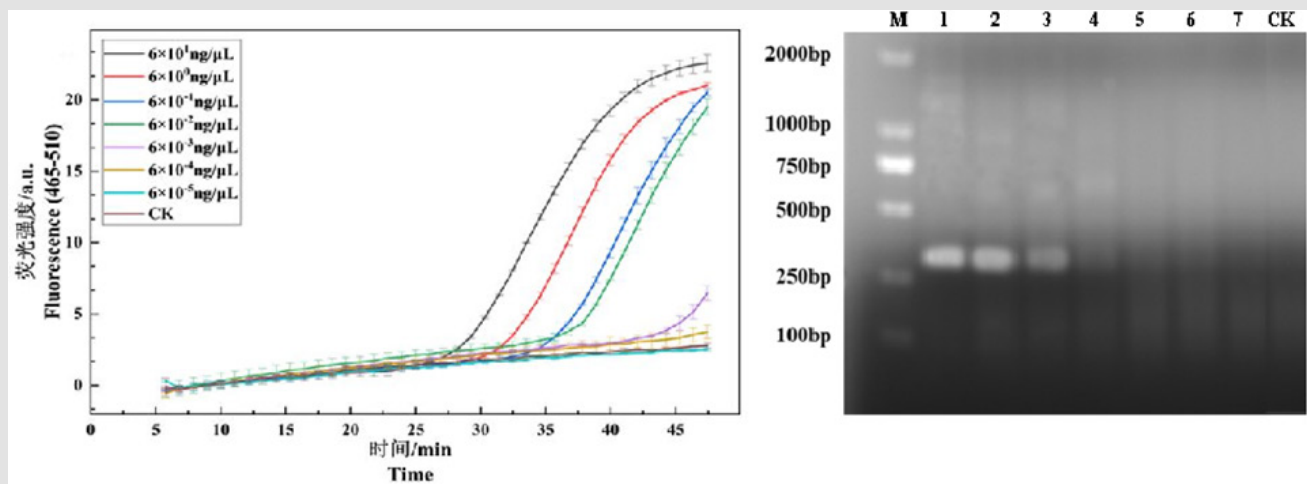 6×10¹ng/μL
6×10⁰ng/μL
6×10⁻¹ng/μL
6×10⁻²ng/μL
6×10⁻³ng/μL
6×10⁻⁴ng/μL
6×10⁻⁵ng/μL
CK
荧光强度/a.u.
Fluorescence (465-510)
20
15
10
5
0
0 5 10 15 20 25 30 35 40 45
时间/min
Time
M 1 2 3 4 5 6 7 CK
2000bp
1000bp
750bp
500bp
250bp
100bp